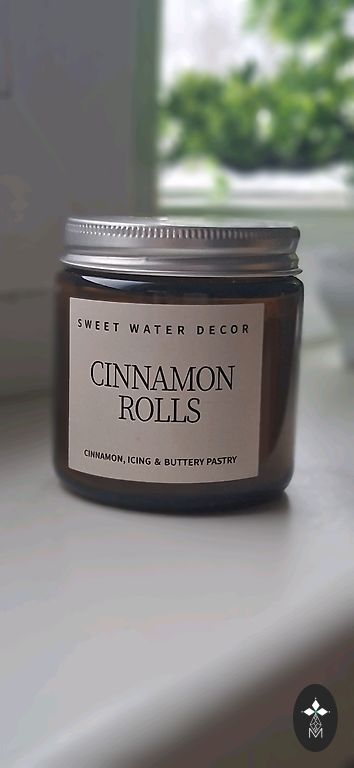 SWEET WATER DECOR
CINNAMON
ROLLS
CINNAMON, ICING & BUTTERY PASTRY
M